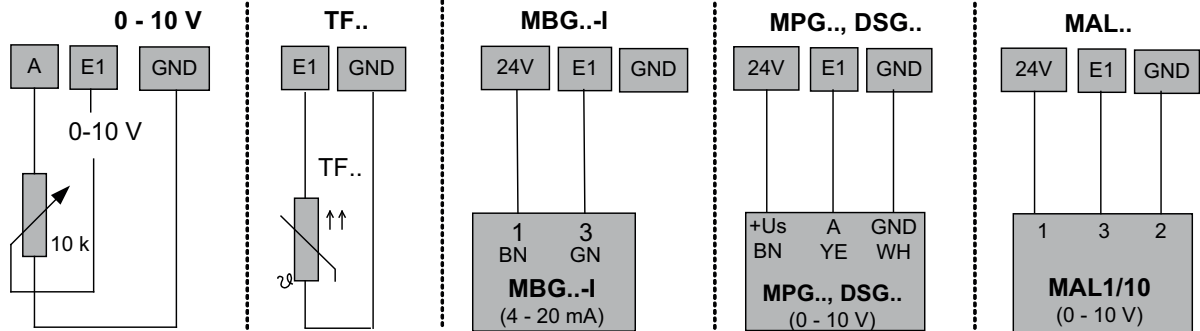 0 - 10 V
A E1 GND
0-10 V
10 k
TF..
E1 GND
TF..
ϑ
MBG..-I
24V E1 GND
1 3
BN GN
MBG..-I
(4 - 20 mA)
MPG.., DSG..
24V E1 GND
+Us A GND
BN YE WH
MPG.., DSG..
(0 - 10 V)
MAL..
24V E1 GND
1 3 2
MAL1/10
(0 - 10 V)